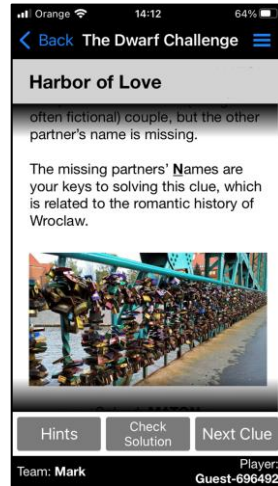 Orange 14:12 64%
Back The Dwarf Challenge
Harbor of Love
often fictional) couple, but the other
partner's name is missing.
The missing partners' Names are
your keys to solving this clue, which
is related to the romantic history of
Wroclaw.
Hints
Check
Solution
Next Clue
Team: Mark
Player:
Guest-696492